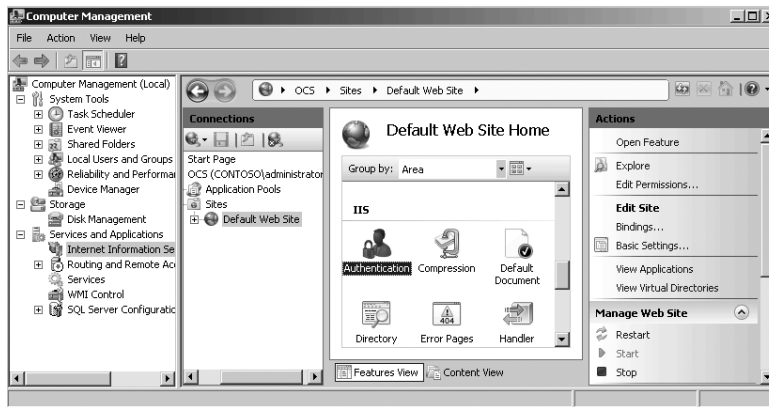 Computer Management
File Action View Help
Computer Management (Local)
System Tools
Task Scheduler
Event Viewer
Shared Folders
Local Users and Groups
Reliability and Performa
Device Manager
Storage
Disk Management
Services and Applications
Internet Information Se
Routing and Remote Ac
Services
WMI Control
SQL Server Configuratic
OCS
Sites
Default Web Site
Connections
Start Page
OCS (CONTOSO\administrator
Application Pools
Sites
Default Web Site
Default Web Site Home
Group by: Area
IIS
Authentication
Compression
Default
Document
404
Directory
Error Pages
Handler
Features View
Content View
Actions
Open Feature
Explore
Edit Permissions...
Edit Site
Bindings...
Basic Settings...
View Applications
View Virtual Directories
Manage Web Site
Restart
Start
Stop